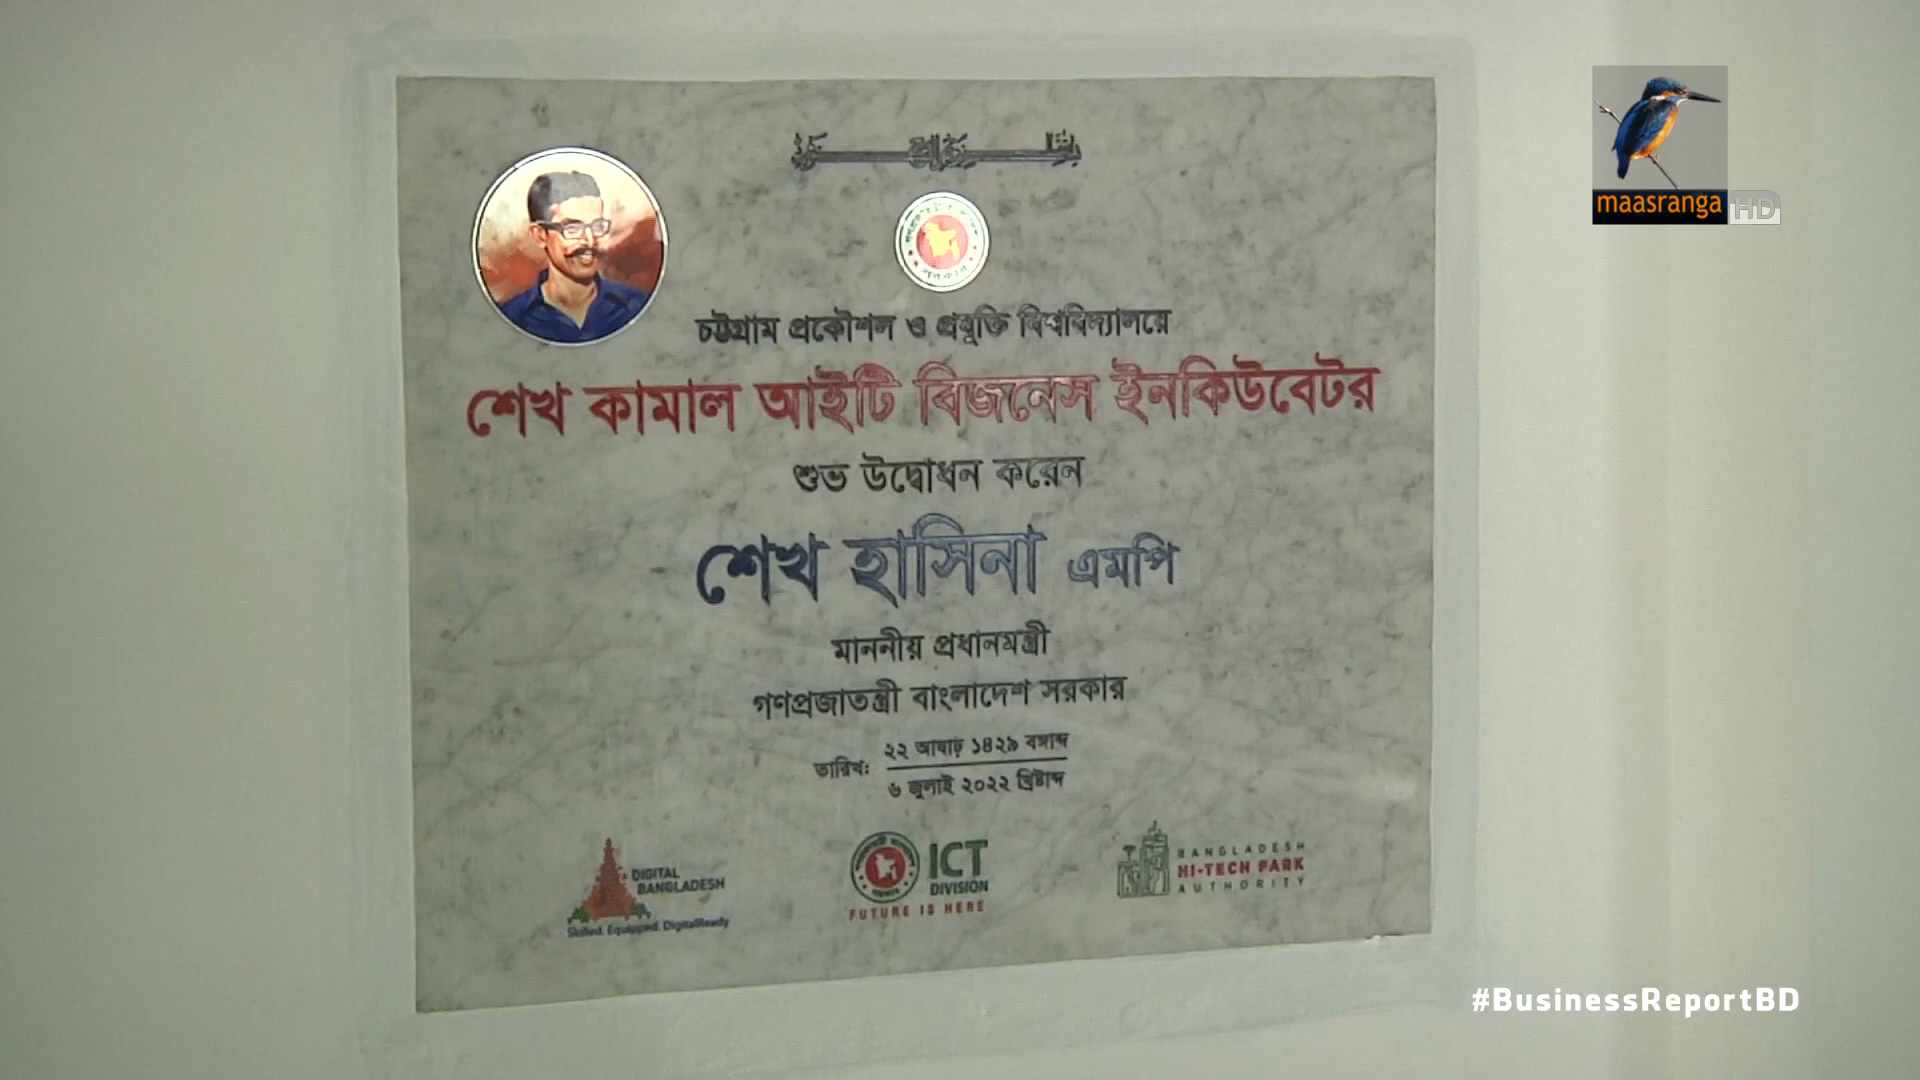 চট্টগ্রাম প্রকৌশল ও প্রযুক্তি বিশ্ববিদ্যালয়ে
শেখ কামাল আইটি বিজনেস ইনকিউবেটর
শুভ উদ্বোধন করেন
শেখ হাসিনা এমপি
মাননীয় প্রধানমন্ত্রী
গণপ্রজাতন্ত্রী বাংলাদেশ সরকার
তারিখ: ২২ আষাঢ় ১৪২৯ বঙ্গাব্দ
৬ জুলাই ২০২২ খ্রিষ্টাব্দ
DIGITAL
BANGLADESH
Skilled. Equipped. DigitalReady
ICT
DIVISION
FUTURE IS HERE
BANGLADESH
HI-TECH PARK
AUTHORITY
maasranga HD
#BusinessReportBD